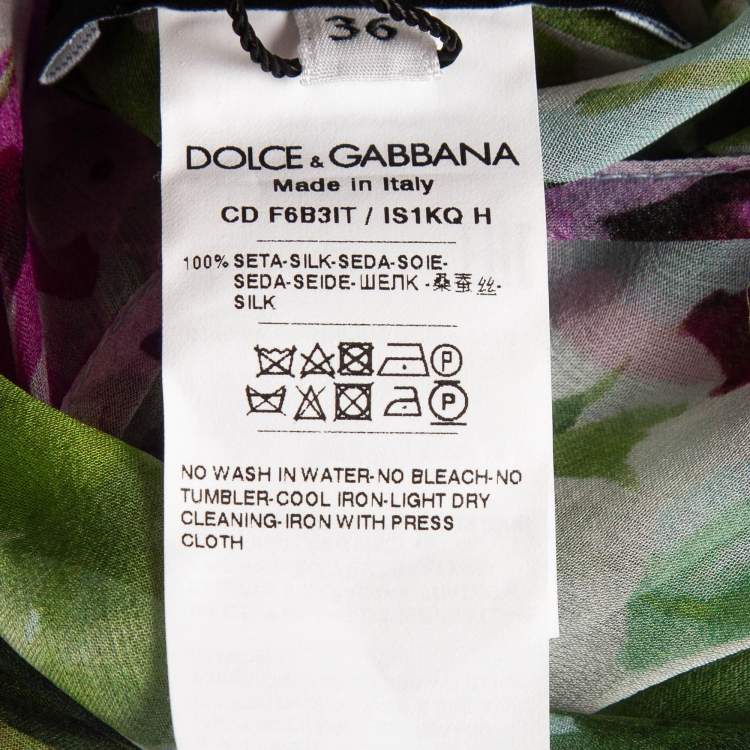 36
DOLCE & GABBANA
Made in Italy
CD F6B3IT / IS1KQ H
100% SETA-SILK-SEDA-SOIE-
SEDA-SEIDE-ШЕЛК -桑蚕丝-
SILK
P
P
NO WASH IN WATER-NO BLEACH-NO
TUMBLER-COOL IRON-LIGHT DRY
CLEANING-IRON WITH PRESS
CLOTH